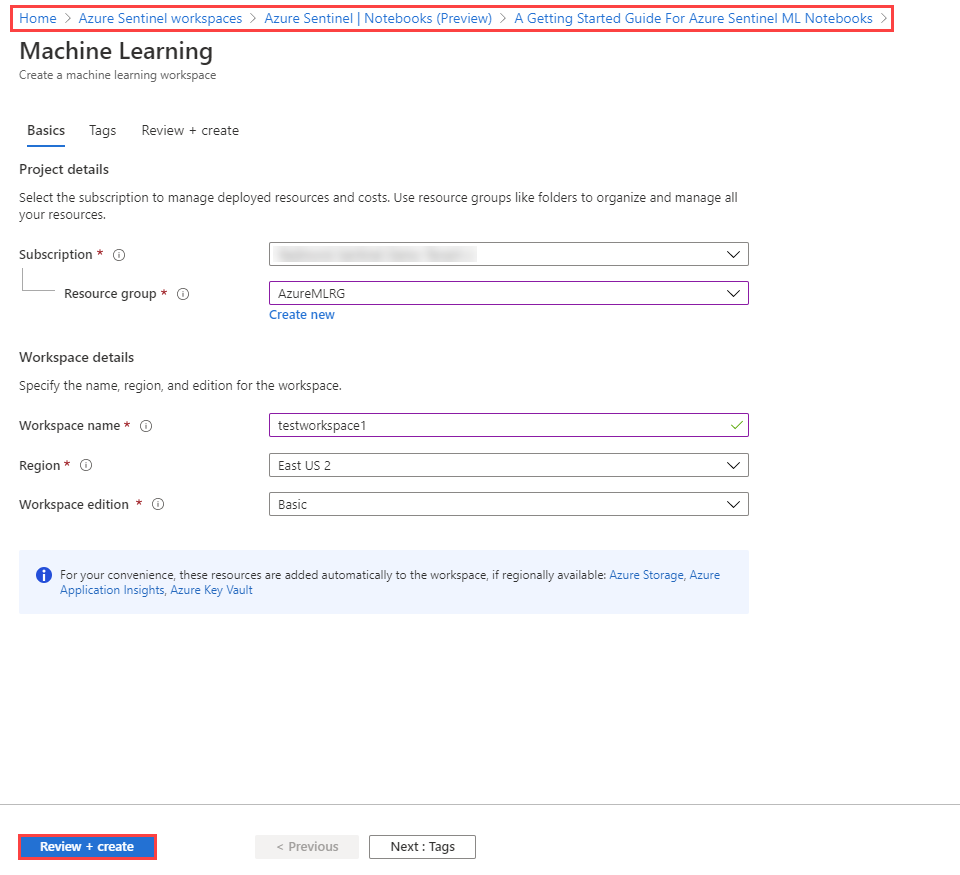 Home > Azure Sentinel workspaces > Azure Sentinel | Notebooks (Preview) > A Getting Started Guide For Azure Sentinel ML Notebooks >
Machine Learning
Create a machine learning workspace
Basics Tags Review + create
Project details
Select the subscription to manage deployed resources and costs. Use resource groups like folders to organize and manage all
your resources.
Subscription *
Resource group * AzureMLRG
Create new
Workspace details
Specify the name, region, and edition for the workspace.
Workspace name * testworkspace1
Region * East US 2
Workspace edition * Basic
For your convenience, these resources are added automatically to the workspace, if regionally available: Azure Storage, Azure
Application Insights, Azure Key Vault
Review + create < Previous Next : Tags